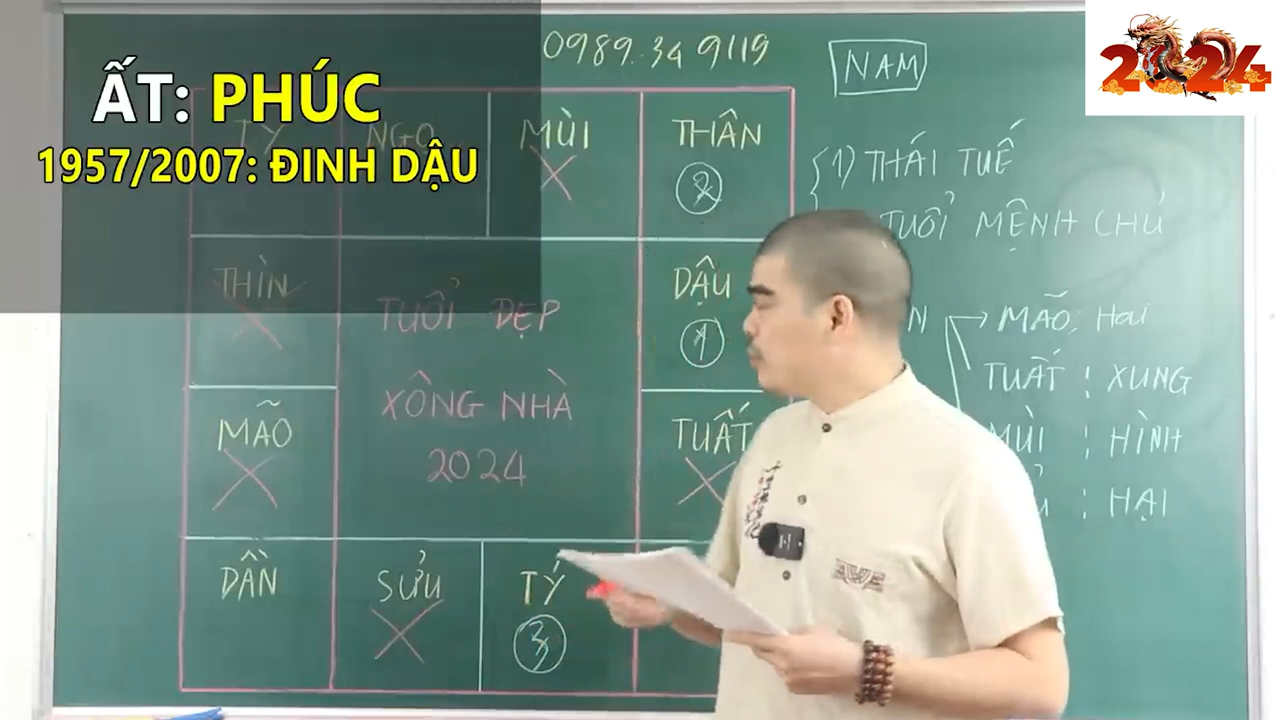 ẤT: PHÚC
1957/2007: ĐINH DẬU
0989.34 9119
NAM
2024
TỴ
NGỌ
MÙI
THÂN
2
1) THÁI TUẾ
TUỔI MỆNH CHỦ
THÌN
DẬU
1
TUỔI ĐẸP
XÔNG NHÀ
2024
N → MÃO: HẠI
TUẤT : XUNG
MÙI : HÌNH
: HẠI
MÃO
TUẤT
DẦN
SỬU
TÝ
3